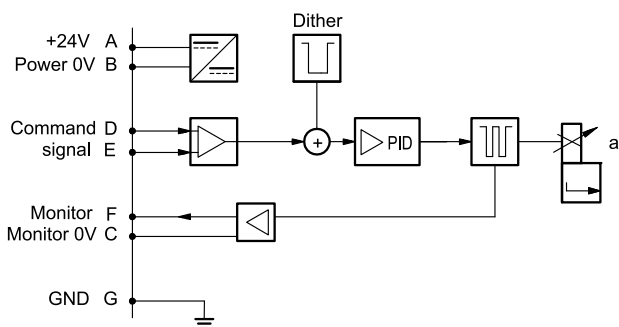 Dither
+24V A
Power 0V B
Command D
signal E
+
PID
a
Monitor F
Monitor 0V C
GND G